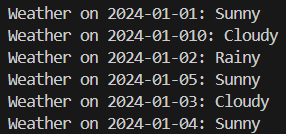 Weather on 2024-01-01: Sunny
Weather on 2024-01-010: Cloudy
Weather on 2024-01-02: Rainy
Weather on 2024-01-05: Sunny
Weather on 2024-01-03: Cloudy
Weather on 2024-01-04: Sunny